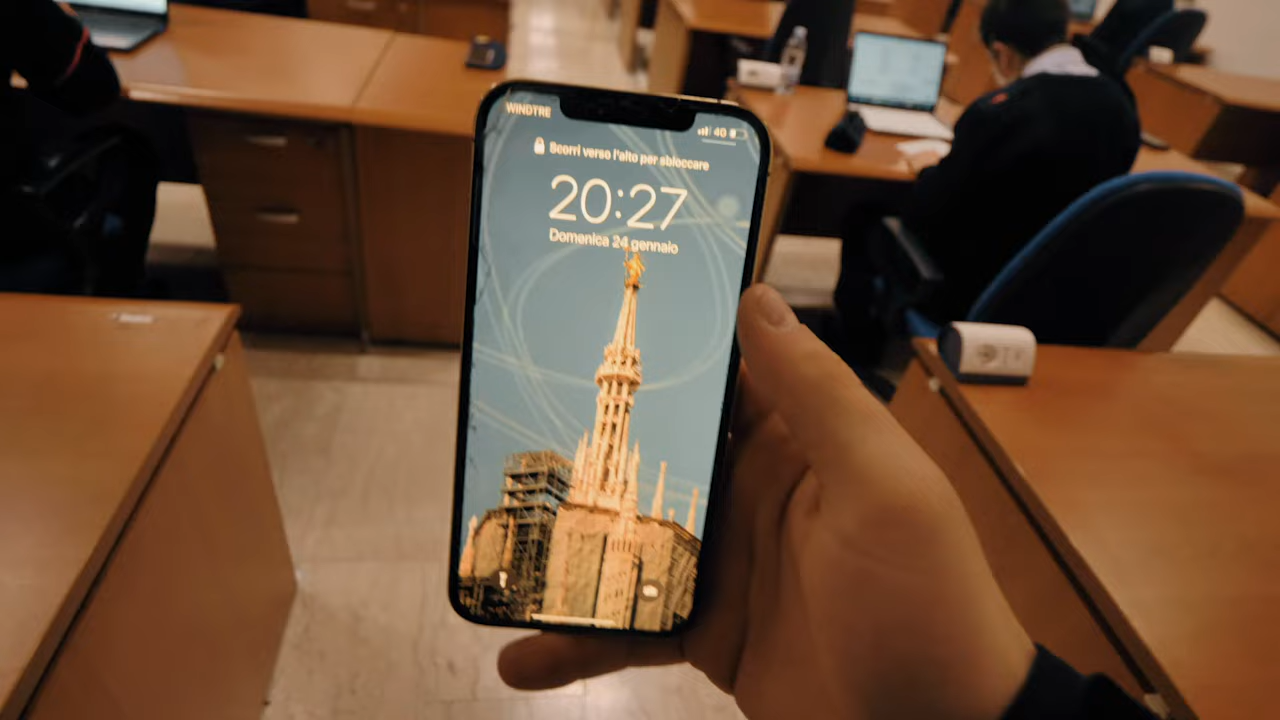 WINDTRE
4G
Scorri verso l'alto per sbloccare
20:27
Domenica 24 gennaio